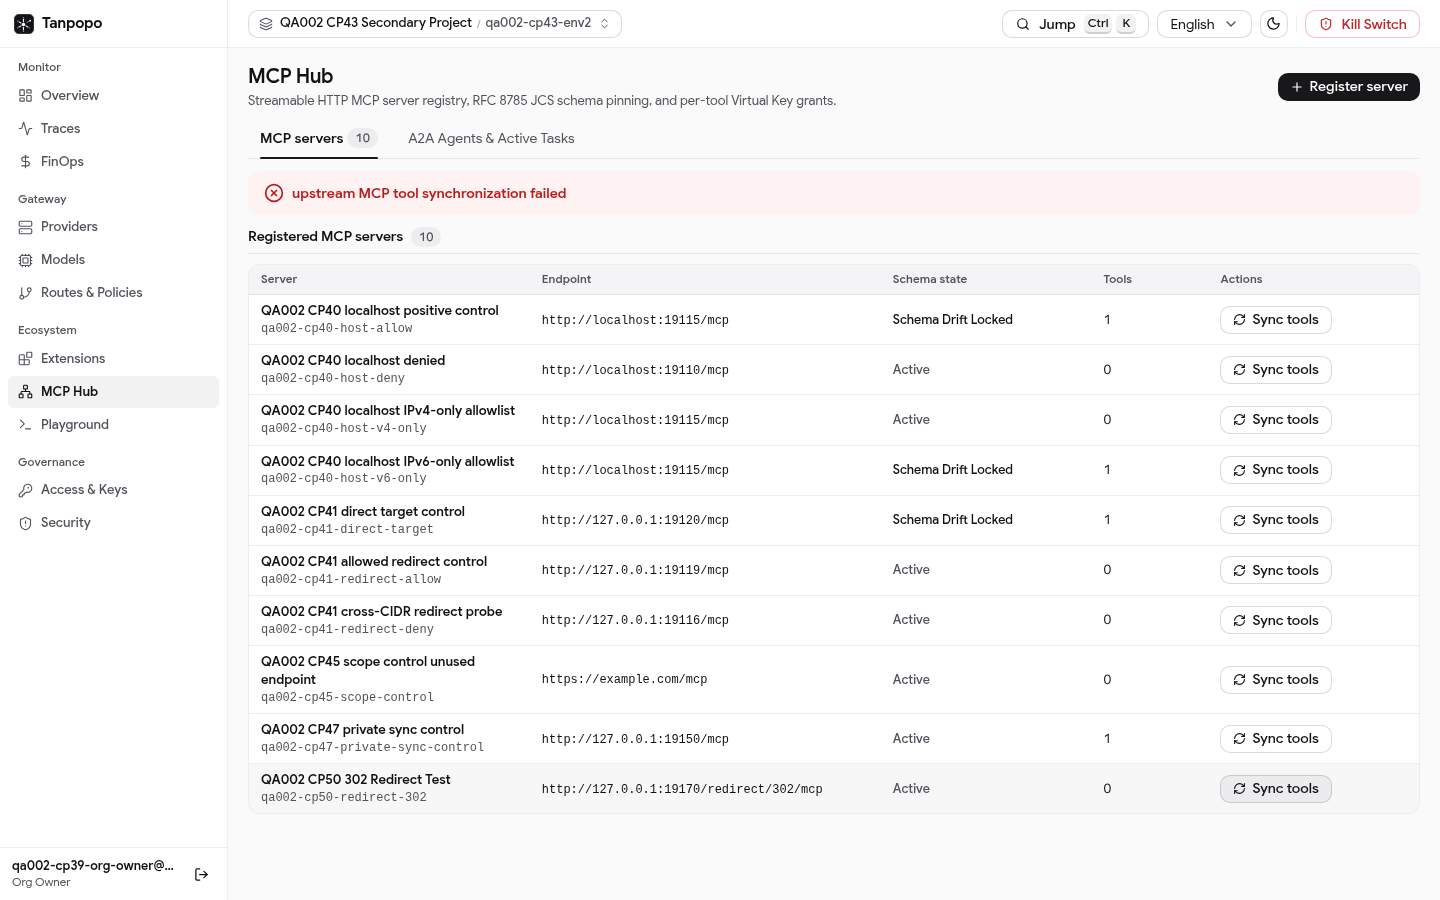 Tanpopo
QA002 CP43 Secondary Project / qa002-cp43-env2
Jump Ctrl K
English
Kill Switch
Monitor
Overview
Traces
FinOps
Gateway
Providers
Models
Routes & Policies
Ecosystem
Extensions
MCP Hub
Playground
Governance
Access & Keys
Security
qa002-cp39-org-owner@...
Org Owner
MCP Hub
Streamable HTTP MCP server registry, RFC 8785 JCS schema pinning, and per-tool Virtual Key grants.
+ Register server
MCP servers 10
A2A Agents & Active Tasks
upstream MCP tool synchronization failed
Registered MCP servers 10
Server Endpoint Schema state Tools Actions
QA002 CP40 localhost positive control
qa002-cp40-host-allow
http://localhost:19115/mcp Schema Drift Locked 1 Sync tools
QA002 CP40 localhost denied
qa002-cp40-host-deny
http://localhost:19110/mcp Active 0 Sync tools
QA002 CP40 localhost IPv4-only allowlist
qa002-cp40-host-v4-only
http://localhost:19115/mcp Active 0 Sync tools
QA002 CP40 localhost IPv6-only allowlist
qa002-cp40-host-v6-only
http://localhost:19115/mcp Schema Drift Locked 1 Sync tools
QA002 CP41 direct target control
qa002-cp41-direct-target
http://127.0.0.1:19120/mcp Schema Drift Locked 1 Sync tools
QA002 CP41 allowed redirect control
qa002-cp41-redirect-allow
http://127.0.0.1:19119/mcp Active 0 Sync tools
QA002 CP41 cross-CIDR redirect probe
qa002-cp41-redirect-deny
http://127.0.0.1:19116/mcp Active 0 Sync tools
QA002 CP45 scope control unused
endpoint
qa002-cp45-scope-control
https://example.com/mcp Active 0 Sync tools
QA002 CP47 private sync control
qa002-cp47-private-sync-control
http://127.0.0.1:19150/mcp Active 1 Sync tools
QA002 CP50 302 Redirect Test
qa002-cp50-redirect-302
http://127.0.0.1:19170/redirect/302/mcp Active 0 Sync tools